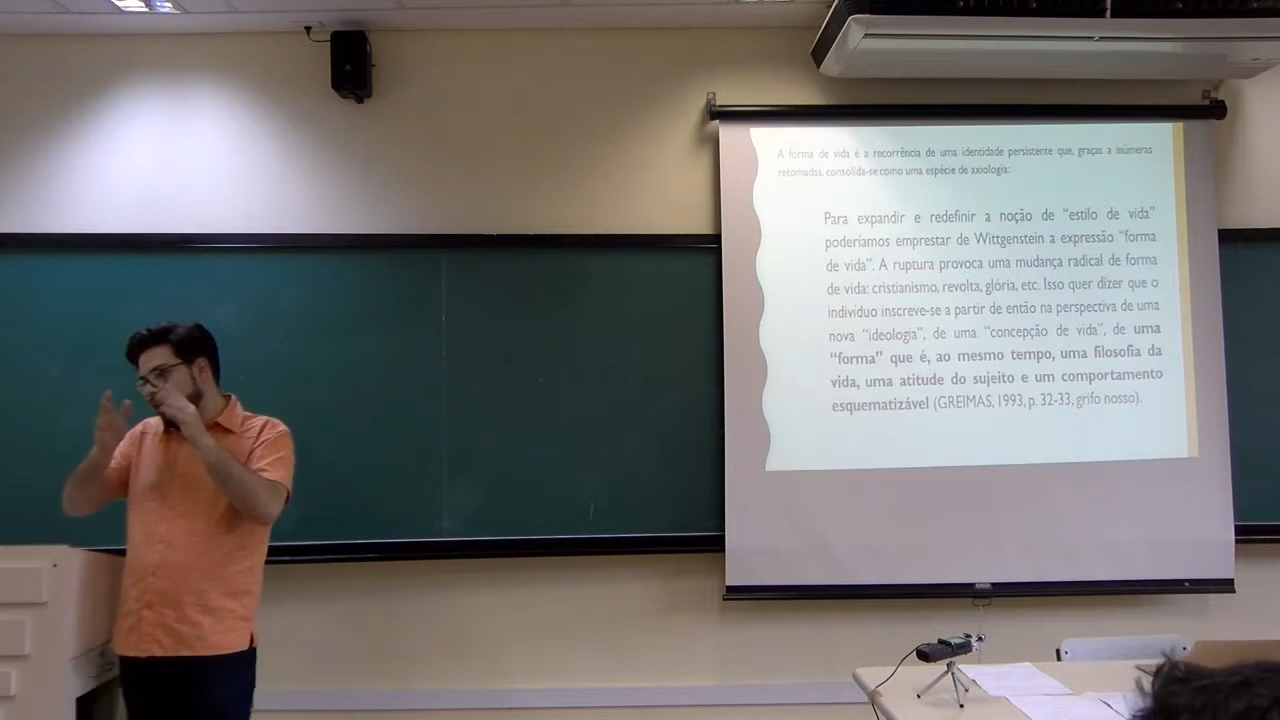 A forma de vida é a recorrência de uma identidade persistente que, graças a inúmeras
retomadas, consolida-se como uma espécie de axiologia:
Para expandir e redefinir a noção de “estilo de vida”
poderíamos emprestar de Wittgenstein a expressão “forma
de vida”. A ruptura provoca uma mudança radical de forma
de vida: cristianismo, revolta, glória, etc. Isso quer dizer que o
indivíduo inscreve-se a partir de então na perspectiva de uma
nova “ideologia”, de uma “concepção de vida”, de uma
“forma” que é, ao mesmo tempo, uma filosofia da
vida, uma atitude do sujeito e um comportamento
esquematizável (GREIMAS, 1993, p. 32-33, grifo nosso).